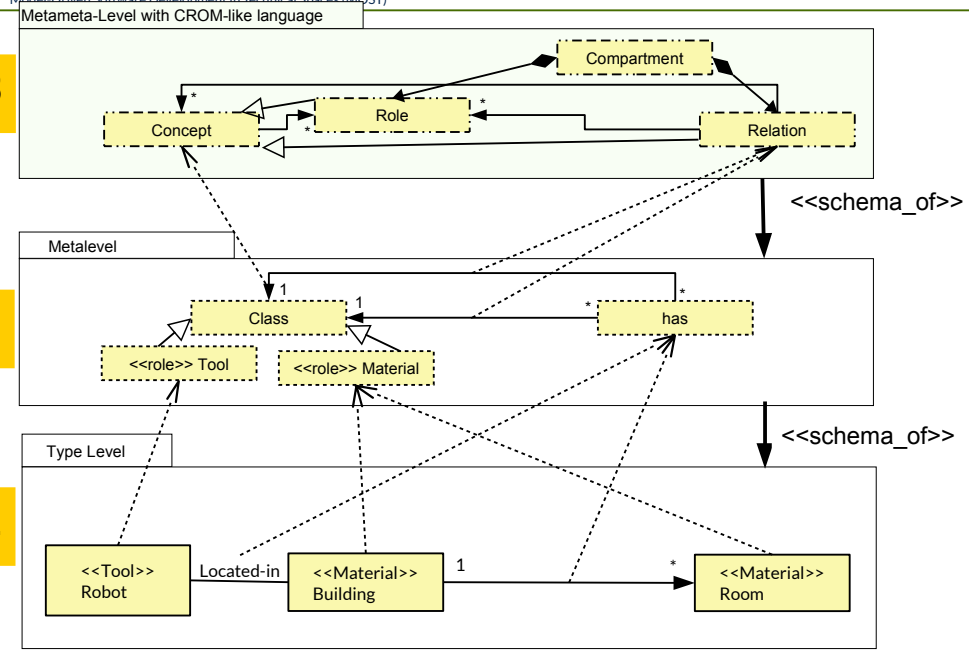 Metameta-Level with CROM-like language
Compartment
*
Concept
*
Role
*
Relation
<<schema_of>>
Metalevel
1
1
*
*
Class
has
<<role>> Tool
<<role>> Material
<<schema_of>>
Type Level
<<Tool>>
Robot
Located-in
<<Material>>
Building
1
*
<<Material>>
Room